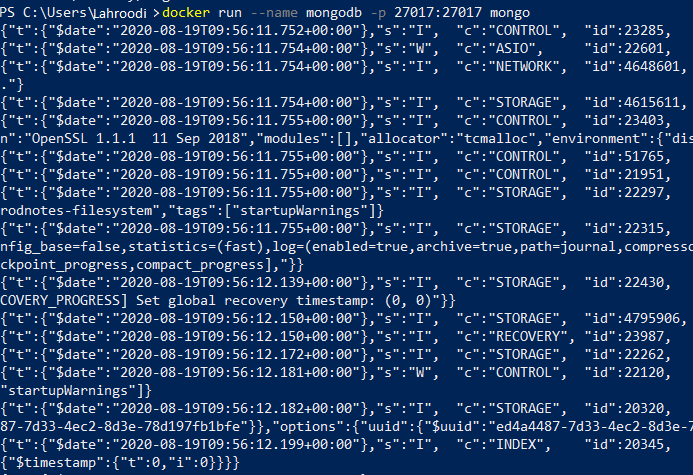 PS C:\Users\Lahroodi >docker run --name mongodb -p 27017:27017 mongo
{"t":{"$date":"2020-08-19T09:56:11.752+00:00"},"s":"I",  "c":"CONTROL",  "id":23285,
{"t":{"$date":"2020-08-19T09:56:11.754+00:00"},"s":"W",  "c":"ASIO",     "id":22601,
{"t":{"$date":"2020-08-19T09:56:11.754+00:00"},"s":"I",  "c":"NETWORK",  "id":4648601,
."}
{"t":{"$date":"2020-08-19T09:56:11.754+00:00"},"s":"I",  "c":"STORAGE",  "id":4615611,
{"t":{"$date":"2020-08-19T09:56:11.755+00:00"},"s":"I",  "c":"CONTROL",  "id":23403,
n":"OpenSSL 1.1.1  11 Sep 2018","modules":[],"allocator":"tcmalloc","environment":{"dis
{"t":{"$date":"2020-08-19T09:56:11.755+00:00"},"s":"I",  "c":"CONTROL",  "id":51765,
{"t":{"$date":"2020-08-19T09:56:11.755+00:00"},"s":"I",  "c":"CONTROL",  "id":21951,
{"t":{"$date":"2020-08-19T09:56:11.755+00:00"},"s":"I",  "c":"STORAGE",  "id":22297,
rodnotes-filesystem","tags":["startupWarnings"]}
{"t":{"$date":"2020-08-19T09:56:11.755+00:00"},"s":"I",  "c":"STORAGE",  "id":22315,
nfig_base=false,statistics=(fast),log=(enabled=true,archive=true,path=journal,compresso
ckpoint_progress,compact_progress],"}}
{"t":{"$date":"2020-08-19T09:56:12.139+00:00"},"s":"I",  "c":"STORAGE",  "id":22430,
COVERY_PROGRESS] Set global recovery timestamp: (0, 0)"}}
{"t":{"$date":"2020-08-19T09:56:12.150+00:00"},"s":"I",  "c":"STORAGE",  "id":4795906,
{"t":{"$date":"2020-08-19T09:56:12.150+00:00"},"s":"I",  "c":"RECOVERY", "id":23987,
{"t":{"$date":"2020-08-19T09:56:12.172+00:00"},"s":"I",  "c":"STORAGE",  "id":22262,
{"t":{"$date":"2020-08-19T09:56:12.181+00:00"},"s":"W",  "c":"CONTROL",  "id":22120,
"startupWarnings"]}
{"t":{"$date":"2020-08-19T09:56:12.182+00:00"},"s":"I",  "c":"STORAGE",  "id":20320,
87-7d33-4ec2-8d3e-78d197fb1bfe"}},"options":{"uuid":{"$uuid":"ed4a4487-7d33-4ec2-8d3e-7
{"t":{"$date":"2020-08-19T09:56:12.199+00:00"},"s":"I",  "c":"INDEX",    "id":20345,
{"$timestamp":{"t":0,"i":0}}}}